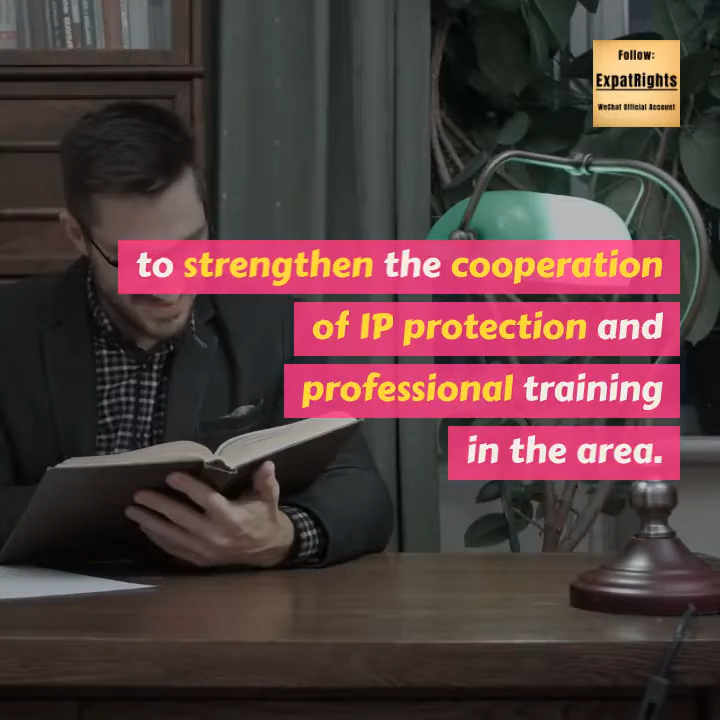 Follow:
ExpatRights
WeChat Official Account
to strengthen the cooperation
of IP protection and
professional training
in the area.